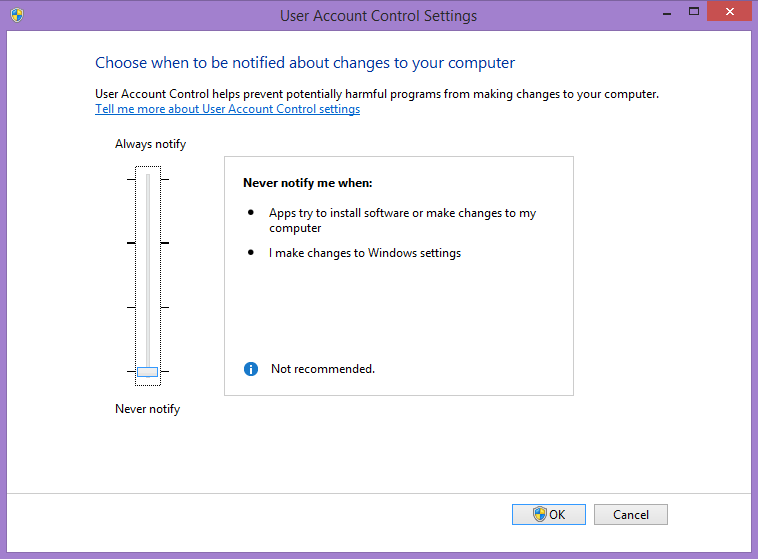 User Account Control Settings
Choose when to be notified about changes to your computer
User Account Control helps prevent potentially harmful programs from making changes to your computer.
Tell me more about User Account Control settings
Always notify
Never notify me when:
• Apps try to install software or make changes to my
computer
• I make changes to Windows settings
Not recommended.
Never notify
OK
Cancel